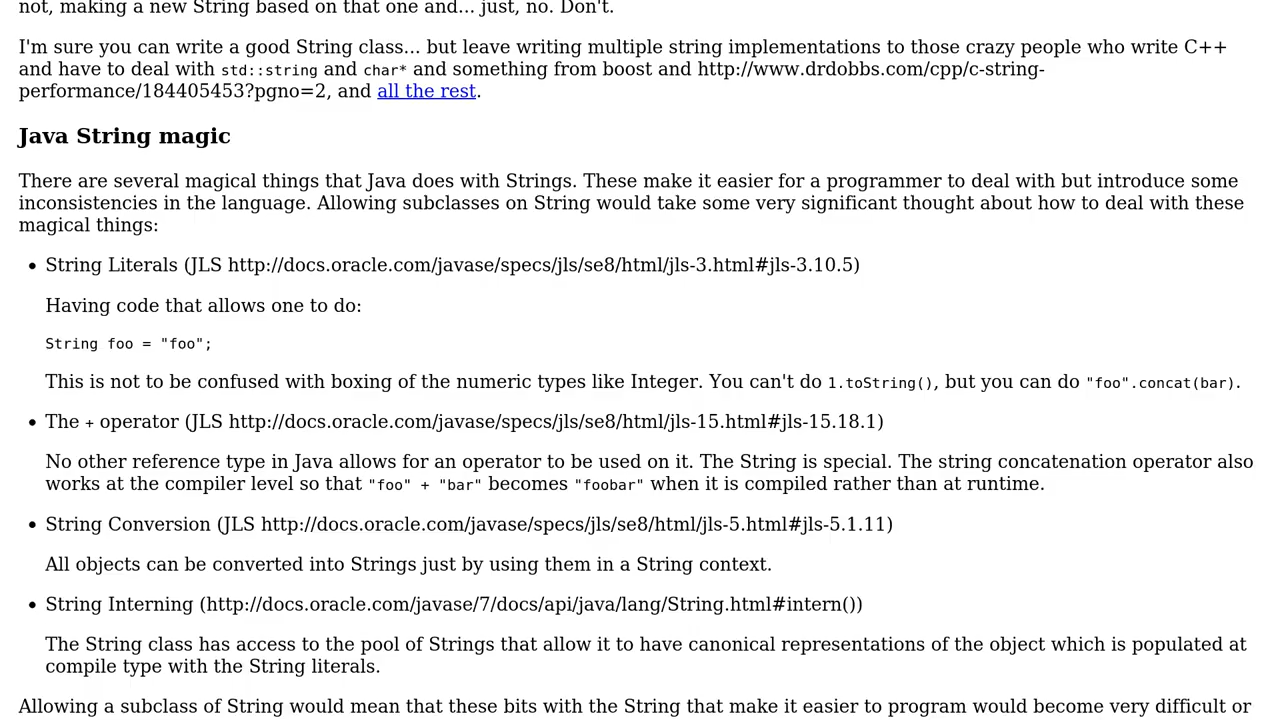 not, making a new String based on that one and... just, no. Don't.
I'm sure you can write a good String class... but leave writing multiple string implementations to those crazy people who write C++
and have to deal with std::string and char* and something from boost and http://www.drdobbs.com/cpp/c-string-
performance/184405453?pgno=2, and all the rest.
Java String magic
There are several magical things that Java does with Strings. These make it easier for a programmer to deal with but introduce some
inconsistencies in the language. Allowing subclasses on String would take some very significant thought about how to deal with these
magical things:
• String Literals (JLS http://docs.oracle.com/javase/specs/jls/se8/html/jls-3.html#jls-3.10.5)
Having code that allows one to do:
String foo = "foo";
This is not to be confused with boxing of the numeric types like Integer. You can't do 1.toString(), but you can do "foo".concat(bar).
• The + operator (JLS http://docs.oracle.com/javase/specs/jls/se8/html/jls-15.html#jls-15.18.1)
No other reference type in Java allows for an operator to be used on it. The String is special. The string concatenation operator also
works at the compiler level so that "foo" + "bar" becomes "foobar" when it is compiled rather than at runtime.
• String Conversion (JLS http://docs.oracle.com/javase/specs/jls/se8/html/jls-5.html#jls-5.1.11)
All objects can be converted into Strings just by using them in a String context.
• String Interning (http://docs.oracle.com/javase/7/docs/api/java/lang/String.html#intern())
The String class has access to the pool of Strings that allow it to have canonical representations of the object which is populated at
compile type with the String literals.
Allowing a subclass of String would mean that these bits with the String that make it easier to program would become very difficult or